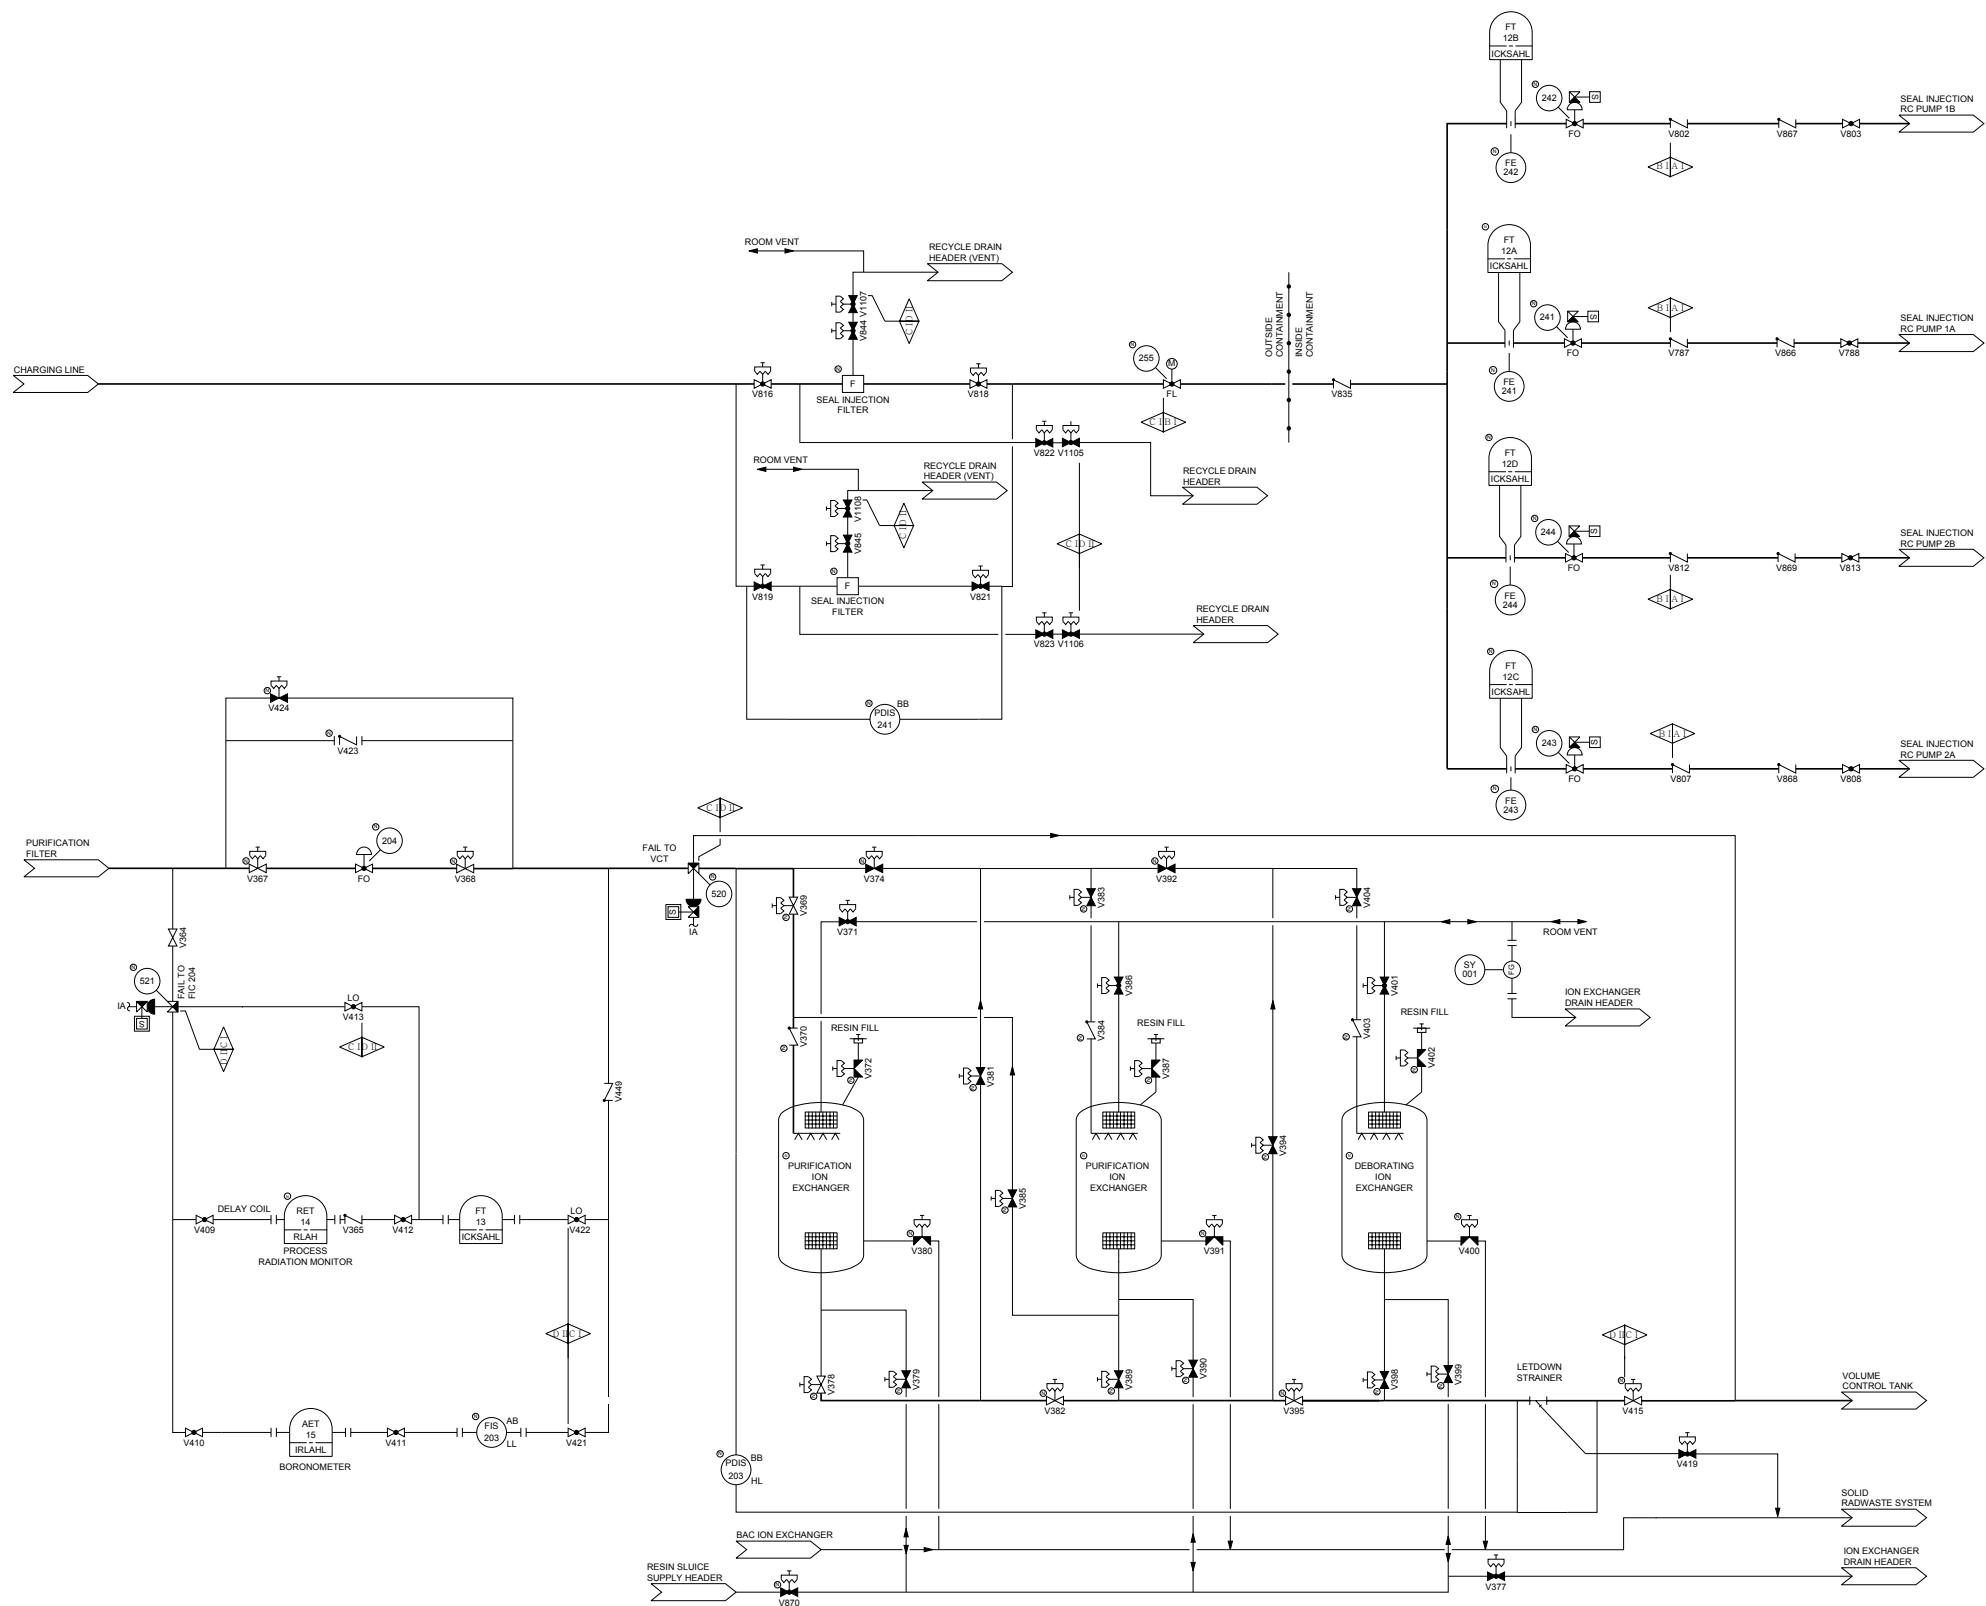 FT
12B
ICKSAHL
N
242
S
FO
V802
V867
V803
SEAL INJECTION
RC PUMP 1B
N
FE
242
B I A I
FT
12A
ICKSAHL
N
241
S
FO
V787
V866
V788
SEAL INJECTION
RC PUMP 1A
N
FE
241
B I A I
ROOM VENT
RECYCLE DRAIN
HEADER (VENT)
V1107
V844
C I D II
OUTSIDE
CONTAINMENT
INSIDE
CONTAINMENT
CHARGING LINE
V816
N
F
SEAL INJECTION
FILTER
V818
N
255
M
FL
C I B I
V835
V822 V1105
RECYCLE DRAIN
HEADER
ROOM VENT
RECYCLE DRAIN
HEADER (VENT)
V1108
V845
C I D II
C I D II
V819
N
F
SEAL INJECTION
FILTER
V821
V823 V1106
RECYCLE DRAIN
HEADER
N
PDIS
241
BB
N
FT
12D
ICKSAHL
N
244
S
FO
V812
V869
V813
SEAL INJECTION
RC PUMP 2B
N
FE
244
B I A I
N
FT
12C
ICKSAHL
N
243
S
FO
V807
V868
V808
SEAL INJECTION
RC PUMP 2A
N
FE
243
B I A I
N
V424
N
V423
PURIFICATION
FILTER
N
V367
N
204
FO
N
V368
FAIL TO
VCT
C I D II
N
520
S
IA
N
V374
N
V392
V369
V383
V404
V371
ROOM VENT
V364
N
521
FAIL TO
FIC 204
IA
S
LO
V413
D II C I
C I D II
V449
V370
RESIN FILL
V372
V381
V386
V384
RESIN FILL
V387
V401
V403
RESIN FILL
V402
SY
001
FG
ION EXCHANGER
DRAIN HEADER
N
PURIFICATION
ION
EXCHANGER
V385
N
PURIFICATION
ION
EXCHANGER
V394
N
DEBORATING
ION
EXCHANGER
V409
DELAY COIL
N
RET
14
RLAH
PROCESS
RADIATION MONITOR
V365
V412
FT
13
ICKSAHL
LO
V422
N
V380
N
V391
N
V400
D II C I
V378
V379
V382
V389
V390
V395
V398
V399
LETDOWN
STRAINER
D II C I
N
V415
VOLUME
CONTROL TANK
V410
AET
15
IRLAHL
BORONOMETER
V411
N
FIS
203
AB
LL
V421
N
PDIS
203
BB
HL
V419
SOLID
RADWASTE SYSTEM
BAC ION EXCHANGER
RESIN SLUICE
SUPPLY HEADER
N
V870
V377
ION EXCHANGER
DRAIN HEADER